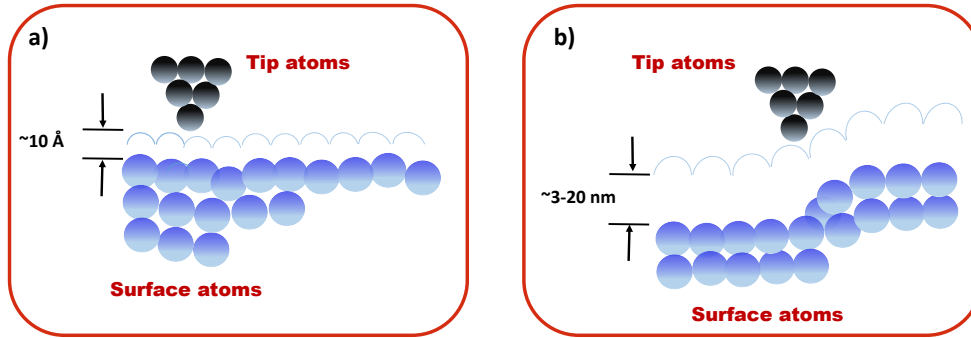 a)
Tip atoms
~10 Å
Surface atoms
b)
Tip atoms
~3-20 nm
Surface atoms